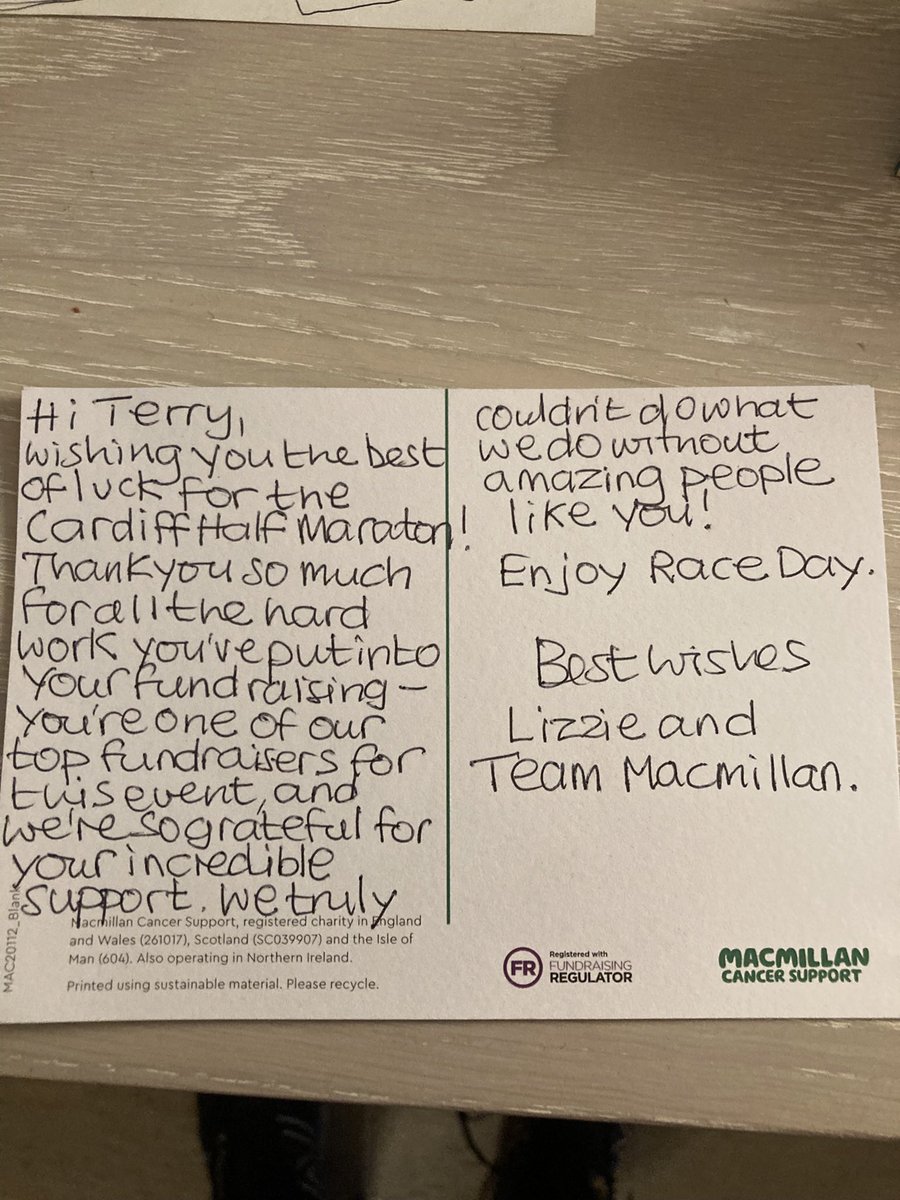 Hi Terry,
wishing you the best
of luck for the
Cardiff Half Maraton!
Thank you so much
for all the hard
work you've put into
your fundraising –
you're one of our
top fundraisers for
this event, and
we're so grateful for
your incredible
support. We truly
couldn't do what
we do without
amazing people
like you!
Enjoy Race Day.
Best wishes
Lizzie and
Team Macmillan.
MAC20112_Blank
Macmillan Cancer Support, registered charity in England
and Wales (261017), Scotland (SC039907) and the Isle of
Man (604). Also operating in Northern Ireland.
Printed using sustainable material. Please recycle.
FR
Registered with
FUNDRAISING
REGULATOR
MACMILLAN
CANCER SUPPORT